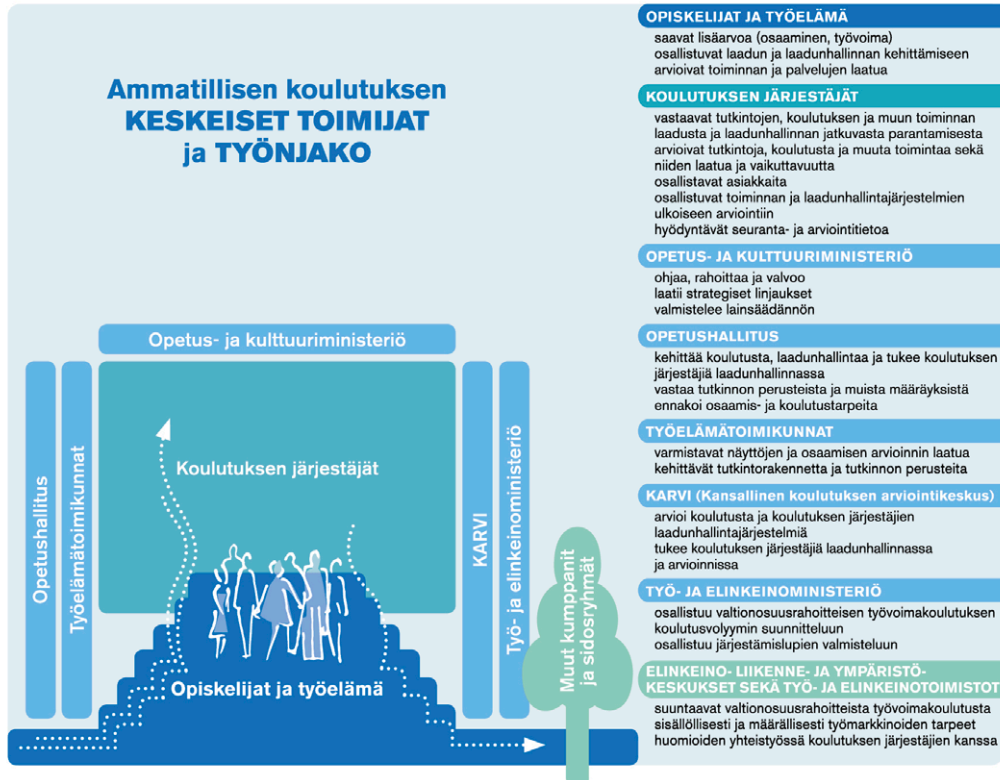 Ammatillisen koulutuksen
KESKEISET TOIMIJAT
ja TYÖNJAKO
Opetus- ja kulttuuriministeriö
Opetushallitus
Työelämätoimikunnat
Koulutuksen järjestäjät
KARVI
Työ- ja elinkeinoministeriö
Opiskelijat ja työelämä
Muut kumppanit
ja sidosryhmät
OPISKELIJAT JA TYÖELÄMÄ
saavat lisäarvoa (osaaminen, työvoima)
osallistuvat laadun ja laadunhallinnan kehittämiseen
arvioivat toiminnan ja palvelujen laatua
KOULUTUKSEN JÄRJESTÄJÄT
vastaavat tutkintojen, koulutuksen ja muun toiminnan
laadusta ja laadunhallinnan jatkuvasta parantamisesta
arvioivat tutkintoja, koulutusta ja muuta toimintaa sekä
niiden laatua ja vaikuttavuutta
osallistavat asiakkaita
osallistuvat toiminnan ja laadunhallintajärjestelmien
ulkoiseen arviointiin
hyödyntävät seuranta- ja arviointitietoa
OPETUS- JA KULTTUURIMINISTERIÖ
ohjaa, rahoittaa ja valvoo
laatii strategiset linjaukset
valmistelee lainsäädännön
OPETUSHALLITUS
kehittää koulutusta, laadunhallintaa ja tukee koulutuksen
järjestäjiä laadunhallinnassa
vastaa tutkinnon perusteista ja muista määräyksistä
ennakoi osaamis- ja koulutustarpeita
TYÖELÄMÄTOIMIKUNNAT
varmistavat näyttöjen ja osaamisen arvioinnin laatua
kehittävät tutkintorakennetta ja tutkinnon perusteita
KARVI (Kansallinen koulutuksen arviointikeskus)
arvioi koulutusta ja koulutuksen järjestäjien
laadunhallintajärjestelmiä
tukee koulutuksen järjestäjiä laadunhallinnassa
ja arvioinnissa
TYÖ- JA ELINKEINOMINISTERIÖ
osallistuu valtionosuusrahoitteisen työvoimakoulutuksen
koulutusvolyymin suunnitteluun
osallistuu järjestämislupien valmisteluun
ELINKEINO- LIIKENNE- JA YMPÄRISTÖ-
KESKUKSET SEKÄ TYÖ- JA ELINKEINOTOIMISTOT
suuntaavat valtionosuusrahoitteista työvoimakoulutusta
sisällöllisesti ja määrällisesti työmarkkinoiden tarpeet
huomioiden yhteistyössä koulutuksen järjestäjien kanssa